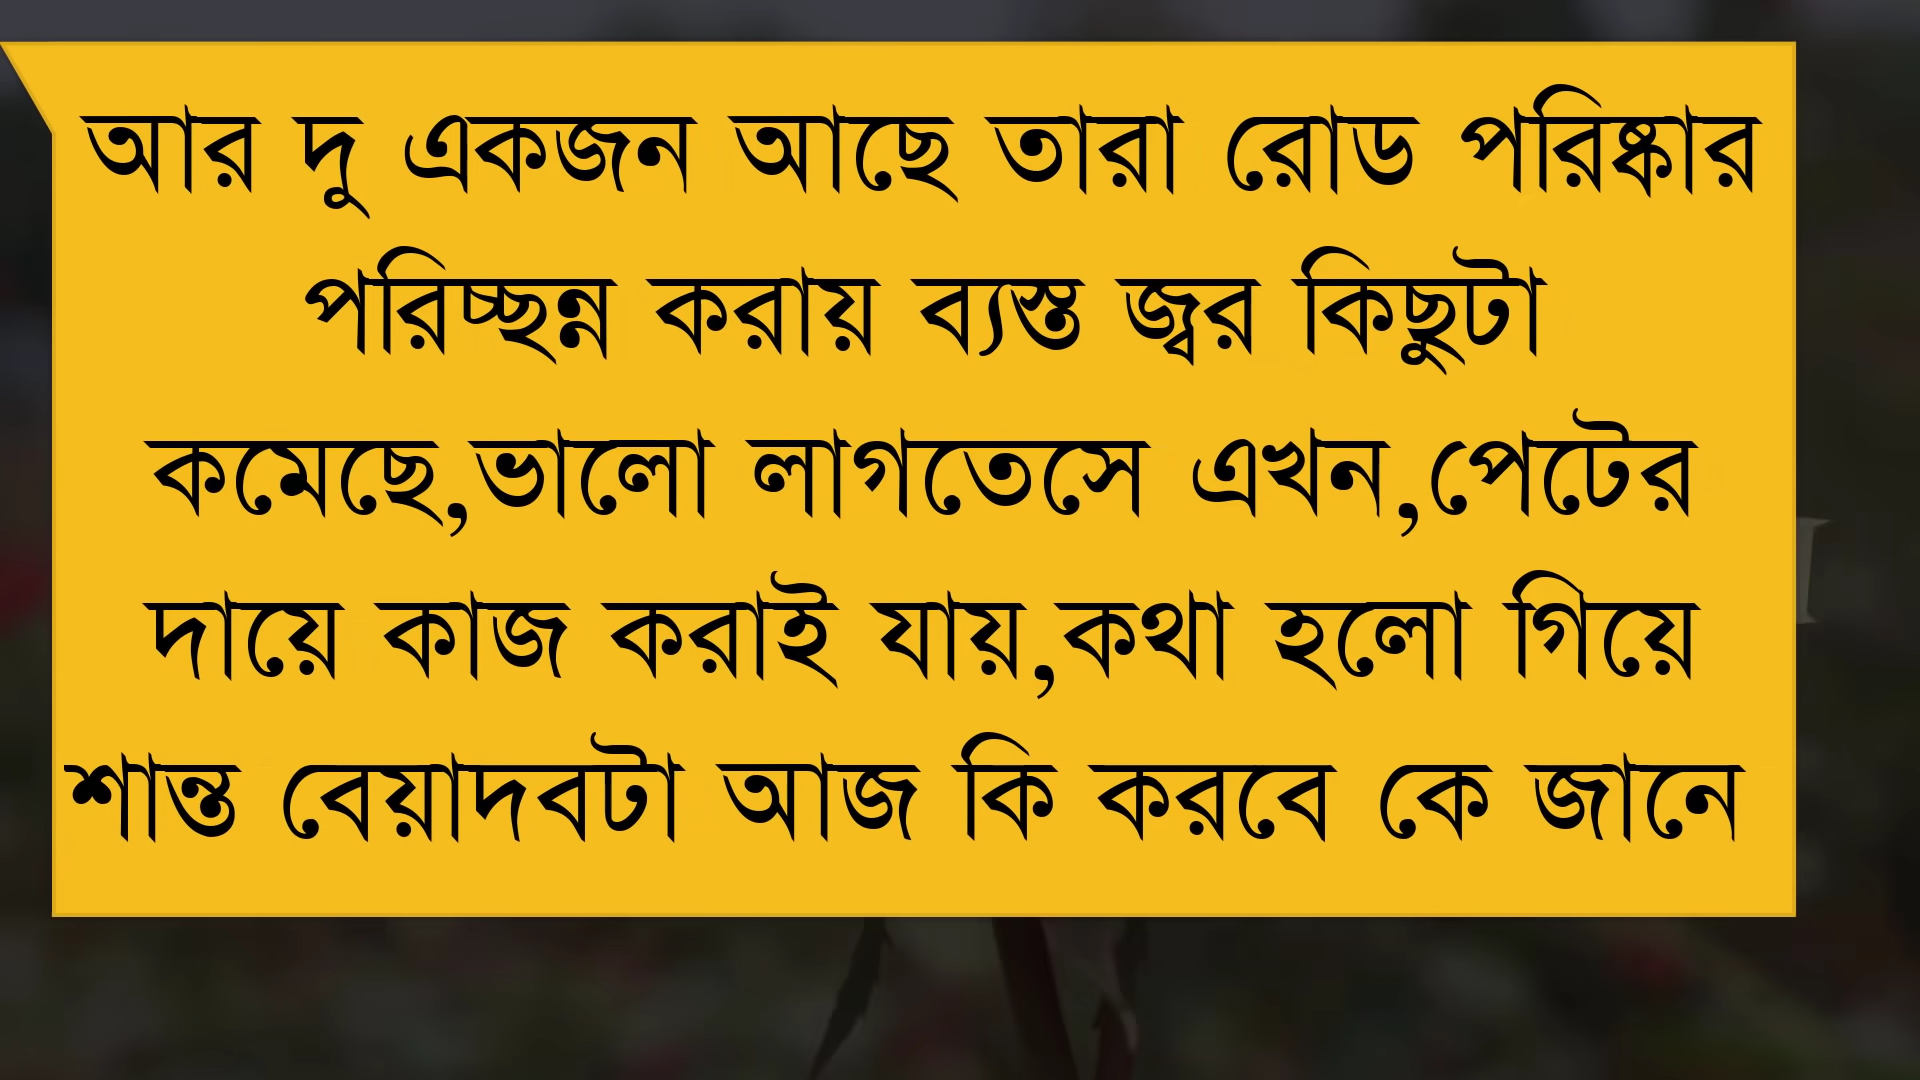 আর দু একজন আছে তারা রোড পরিষ্কার
পরিচ্ছন্ন করায় ব্যস্ত জ্বর কিছুটা
কমেছে,ভালো লাগতেসে এখন,পেটের
দায়ে কাজ করাই যায়,কথা হলো গিয়ে
শান্ত বেয়াদবটা আজ কি করবে কে জানে